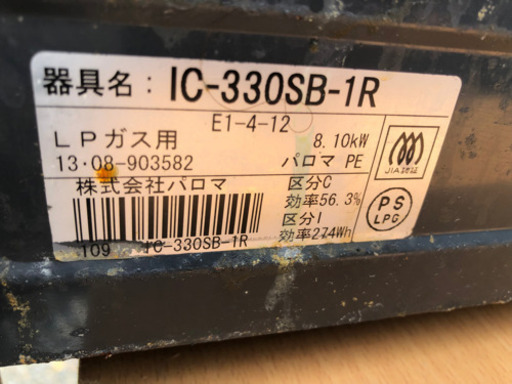 器具名：IC-330SB-1R
E1-4-12
LPガス用 8.10kW
13·08-903582 パロマ PE
株式会社パロマ 区分C
効率56.3%
区分I
効率274Wh
109 IC-330SB-1R
JIA認証
PS
LPG